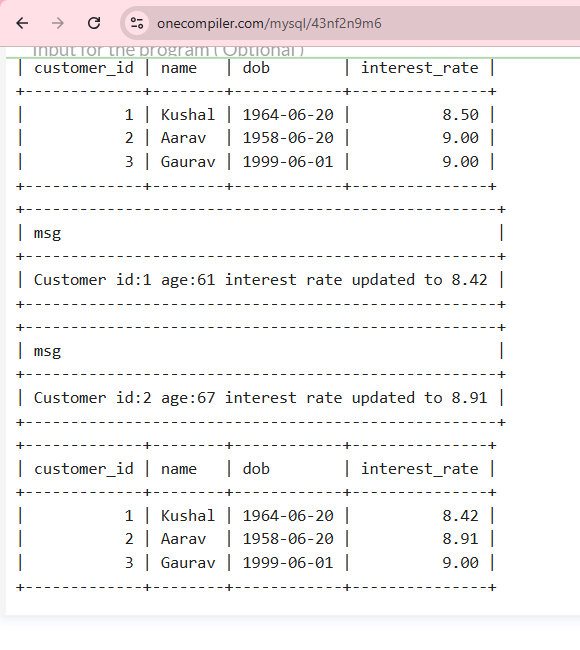 onecompiler.com/mysql/43nf2n9m6
Input for the program ( Optional )
| customer_id | name   | dob        | interest_rate |
+-------------+--------+------------+---------------+
|           1 | Kushal | 1964-06-20 |          8.50 |
|           2 | Aarav  | 1958-06-20 |          9.00 |
|           3 | Gaurav | 1999-06-01 |          9.00 |
+-------------+--------+------------+---------------+
+----------------------------------------------------+
| msg                                                |
+----------------------------------------------------+
| Customer id:1 age:61 interest rate updated to 8.42 |
+----------------------------------------------------+
+----------------------------------------------------+
| msg                                                |
+----------------------------------------------------+
| Customer id:2 age:67 interest rate updated to 8.91 |
+----------------------------------------------------+
+-------------+--------+------------+---------------+
| customer_id | name   | dob        | interest_rate |
+-------------+--------+------------+---------------+
|           1 | Kushal | 1964-06-20 |          8.42 |
|           2 | Aarav  | 1958-06-20 |          8.91 |
|           3 | Gaurav | 1999-06-01 |          9.00 |
+-------------+--------+------------+---------------+